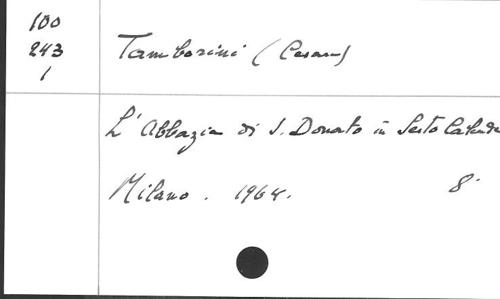 100
243
1
Tamborini (Cesare)
L'Abbazia di S. Donato in Sesto Calende
Milano. 1964. 8°